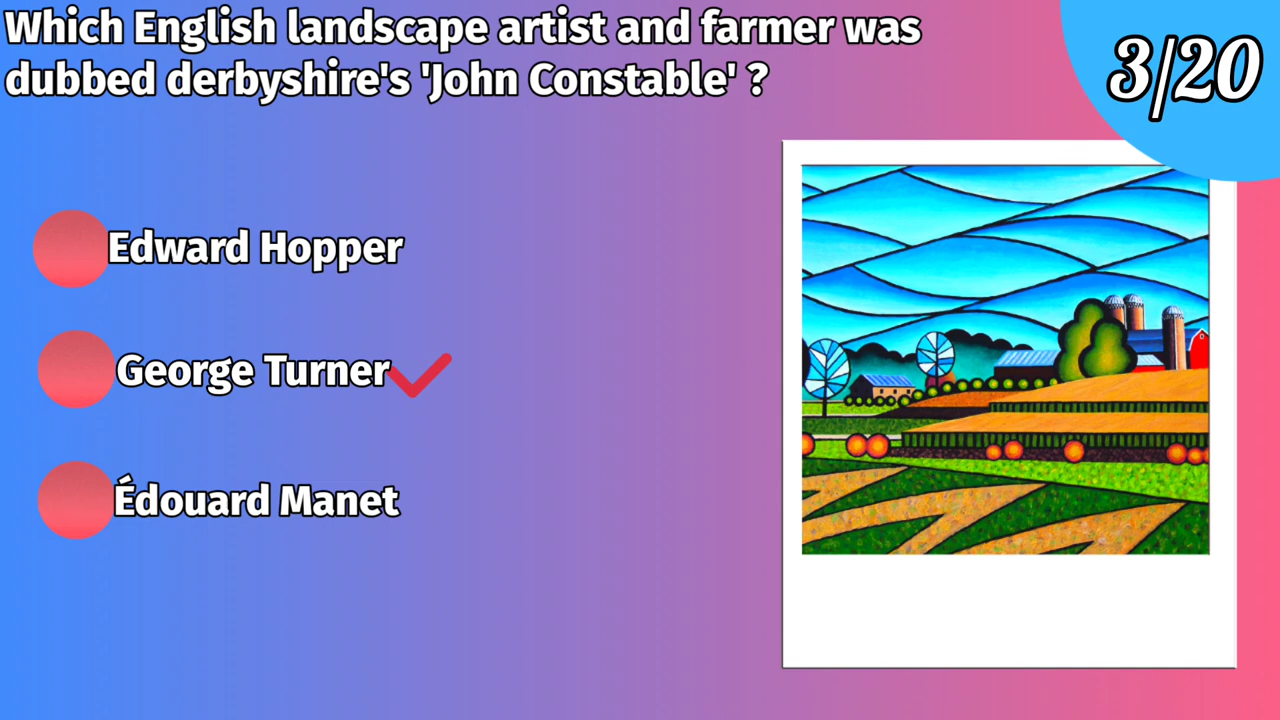 Which English landscape artist and farmer was
dubbed derbyshire's 'John Constable' ?
3/20
Edward Hopper
George Turner
Édouard Manet